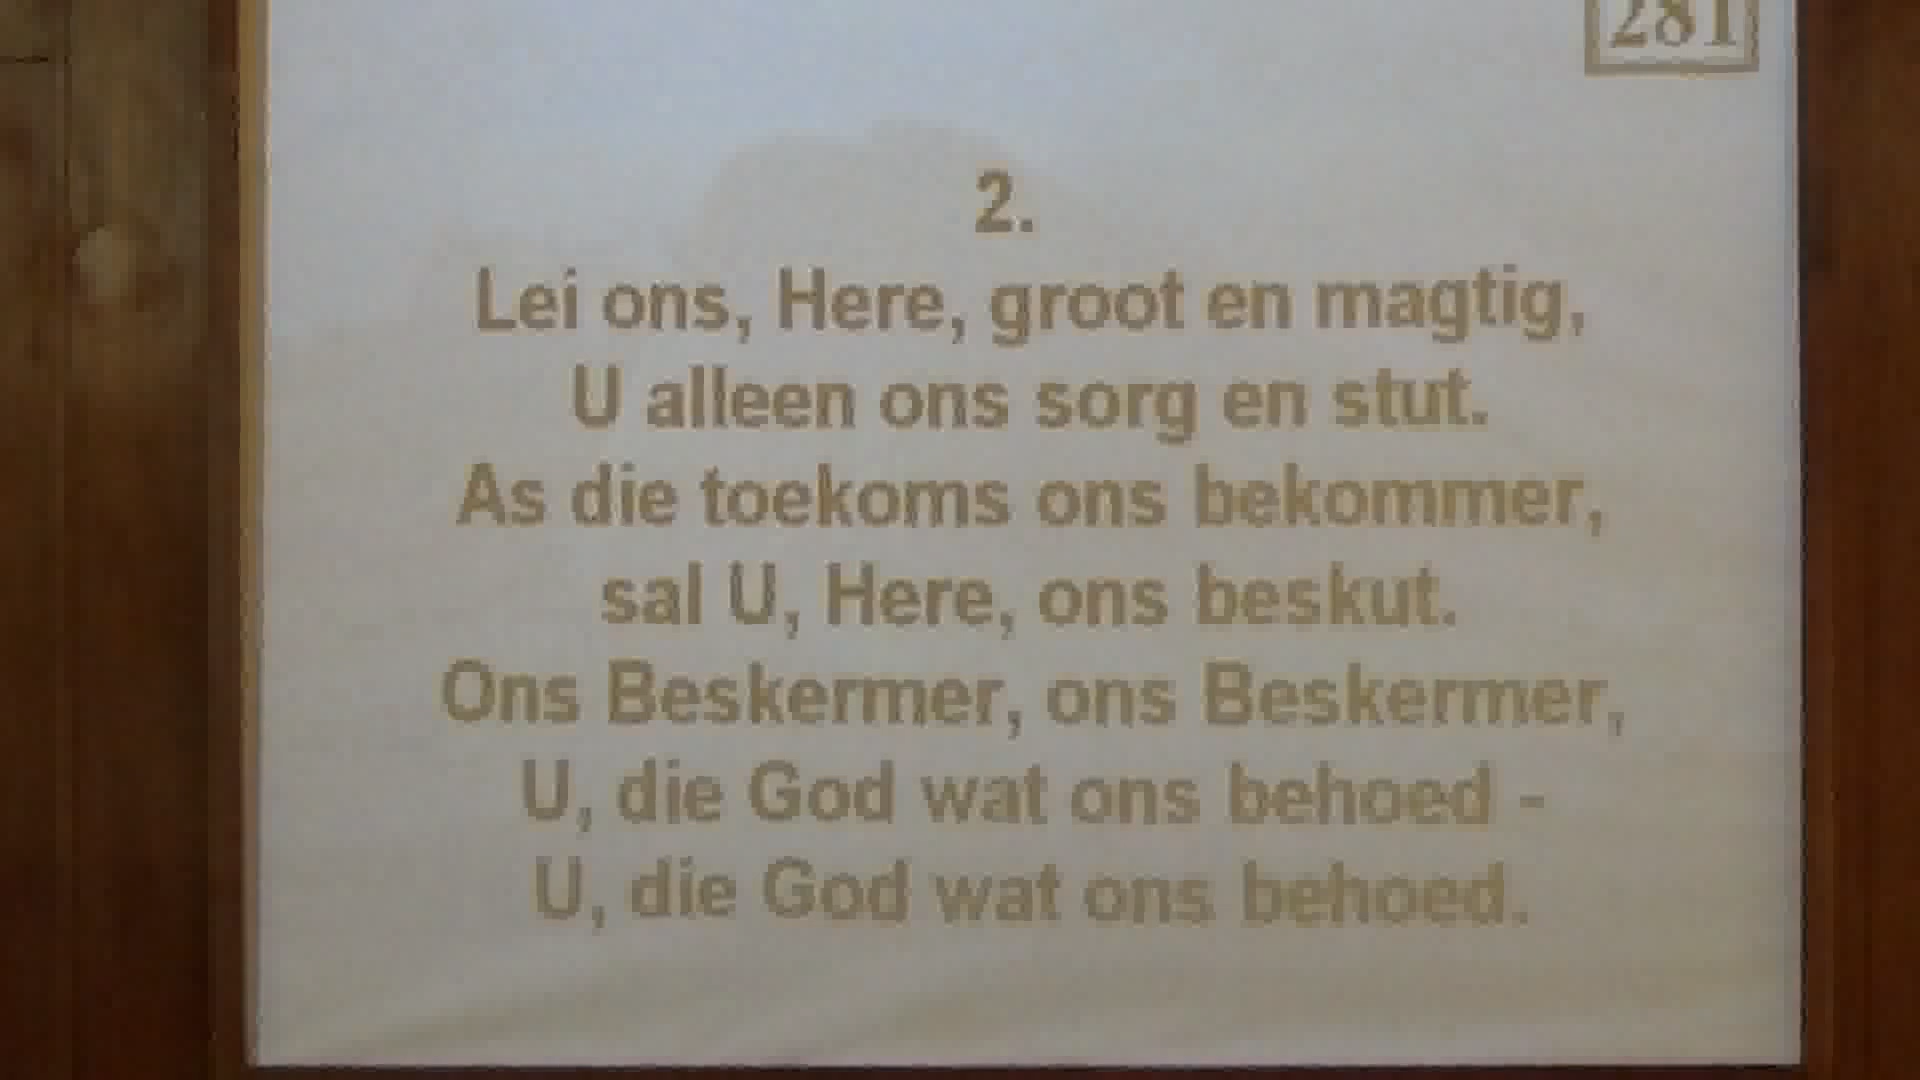 281
2.
Lei ons, Here, groot en magtig,
U alleen ons sorg en stut.
As die toekoms ons bekommer,
sal U, Here, ons beskut.
Ons Beskermer, ons Beskermer,
U, die God wat ons behoed -
U, die God wat ons behoed.